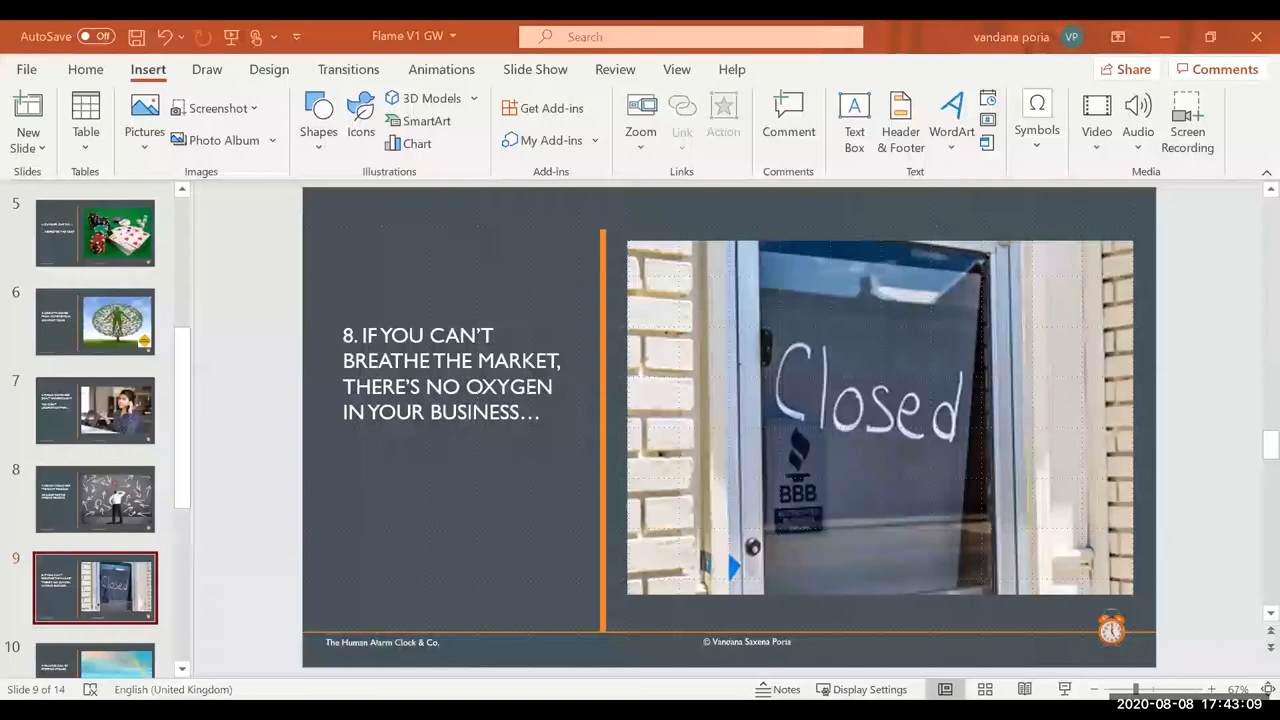 AutoSave Off Flame V1 GW Search vandana poria VP
File Home Insert Draw Design Transitions Animations Slide Show Review View Help Share Comments
New Slide
Table
Pictures
Screenshot
Photo Album
Shapes
Icons
3D Models
SmartArt
Chart
Get Add-ins
My Add-ins
Zoom
Link
Action
Comment
Text Box
Header & Footer
WordArt
Symbols
Video
Audio
Screen Recording
Slides Tables Images Illustrations Add-ins Links Comments Text Media
5
6
7
8
9
10
8. IF YOU CAN'T
BREATHE THE MARKET,
THERE'S NO OXYGEN
IN YOUR BUSINESS…
Closed
BBB
The Human Alarm Clock & Co. © Vandana Saxena Poria
Slide 9 of 14 English (United Kingdom) Notes Display Settings 67%
2020-08-08 17:43:09